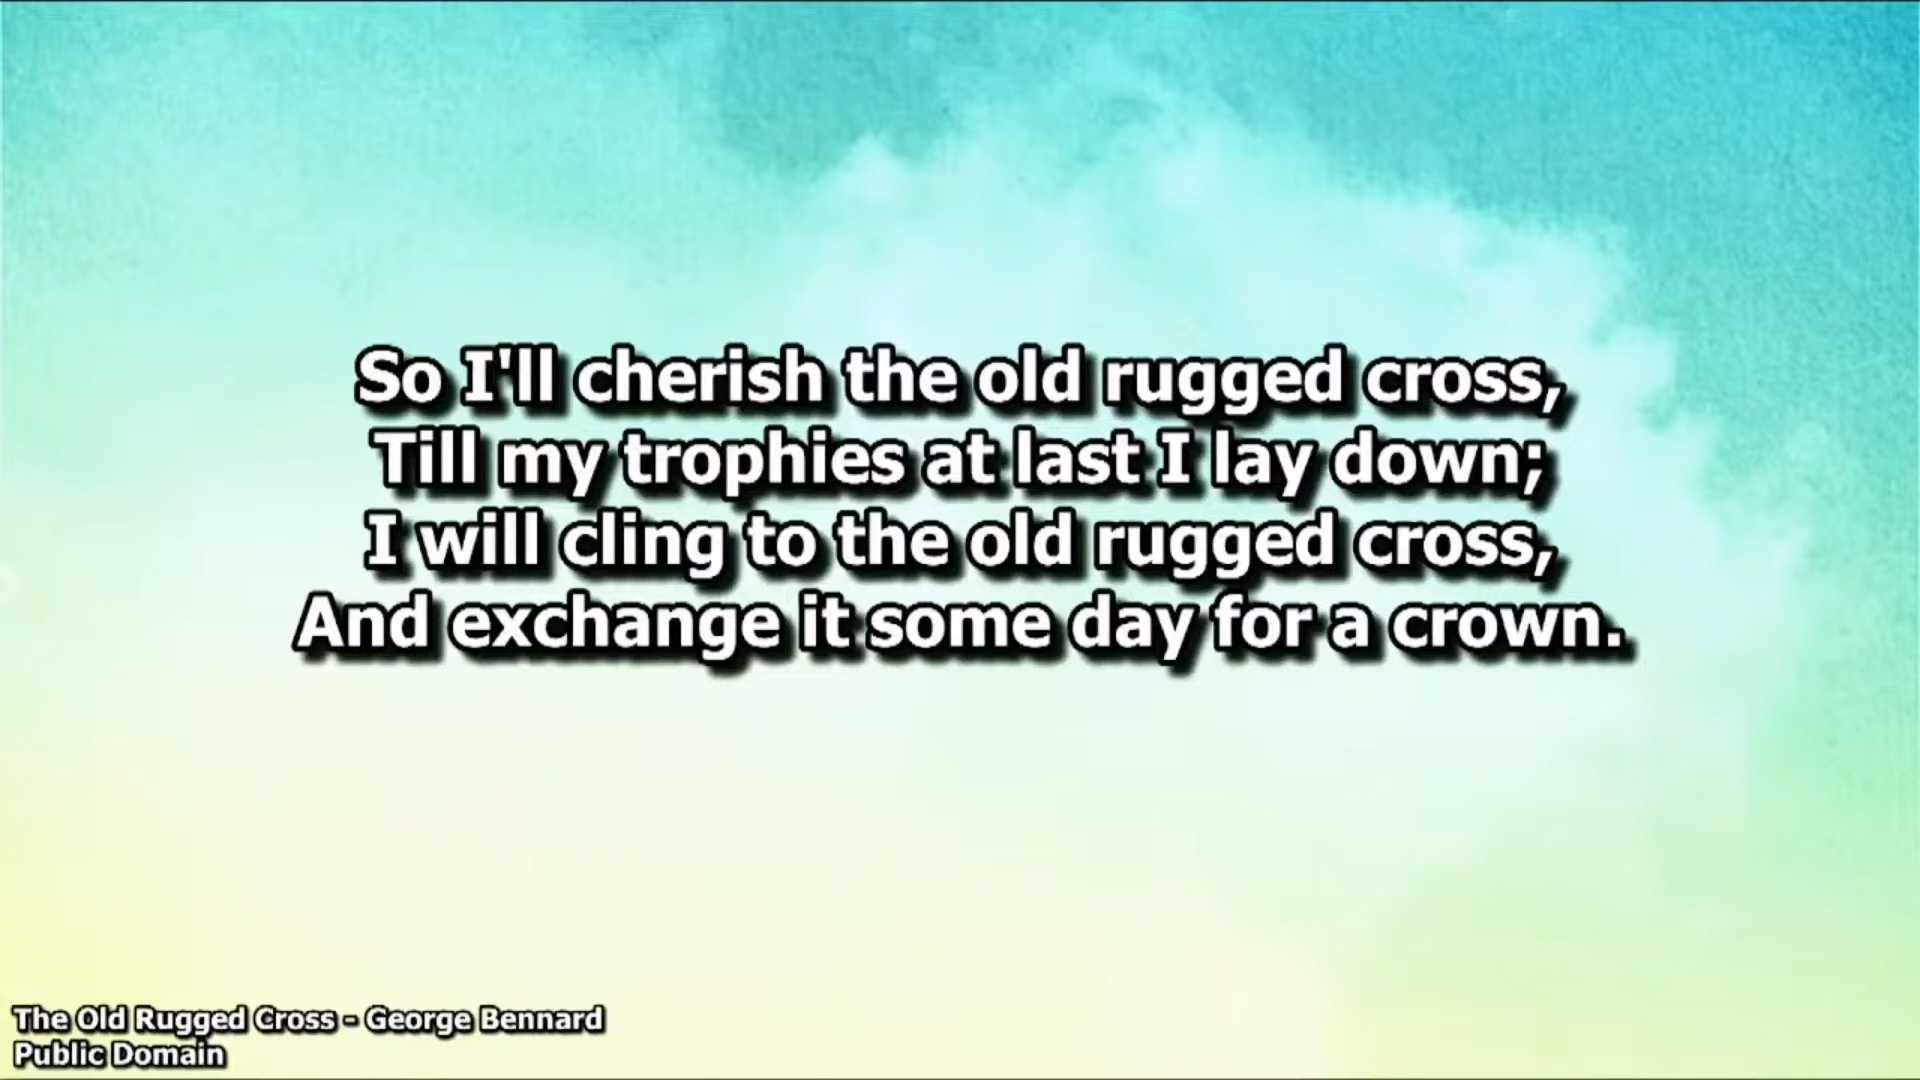 So I'll cherish the old rugged cross,
Till my trophies at last I lay down;
I will cling to the old rugged cross,
And exchange it some day for a crown.
The Old Rugged Cross - George Bennard
Public Domain